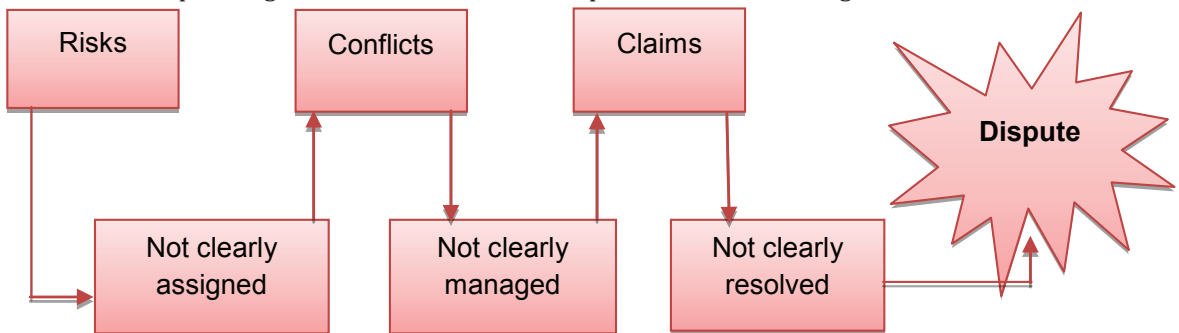 Risks
Conflicts
Claims
Dispute
Not clearly
assigned
Not clearly
managed
Not clearly
resolved